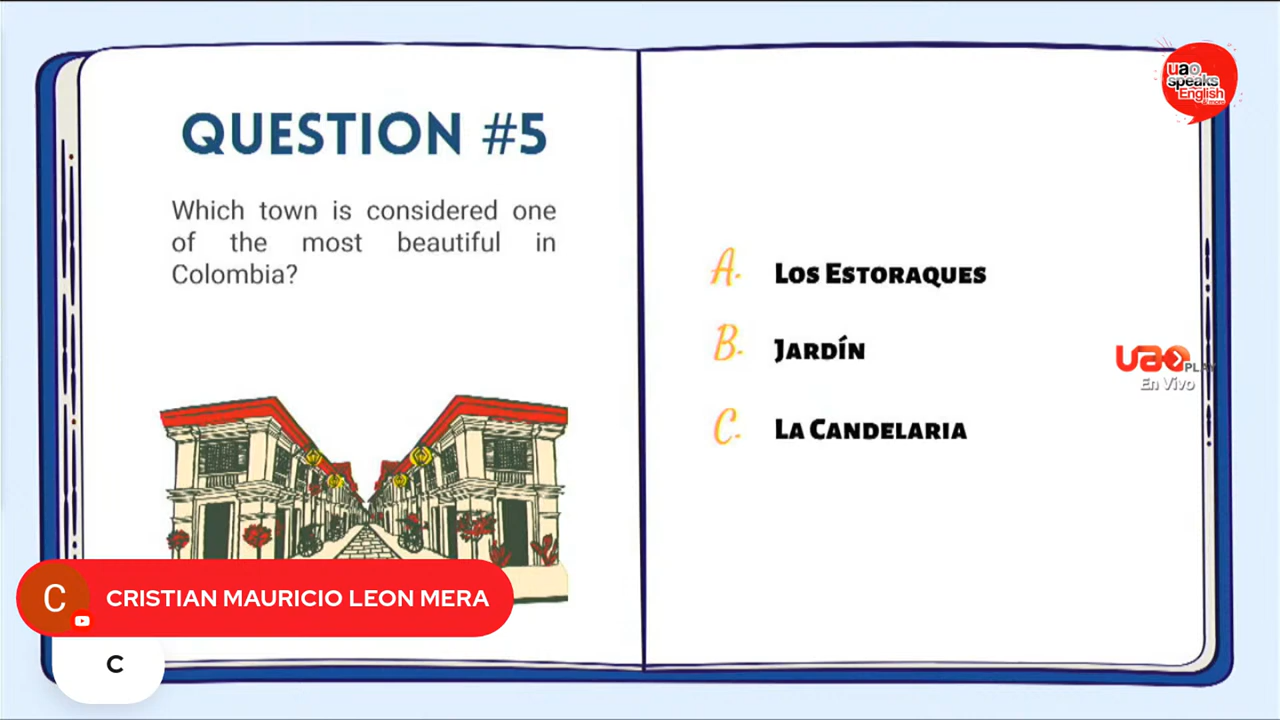 QUESTION #5
Which town is considered one
of the most beautiful in
Colombia?
A. LOS ESTORAQUES
B. JARDÍN
C. LA CANDELARIA
uao
speaks
English
& more
uao PLAY
En Vivo
C CRISTIAN MAURICIO LEON MERA
C